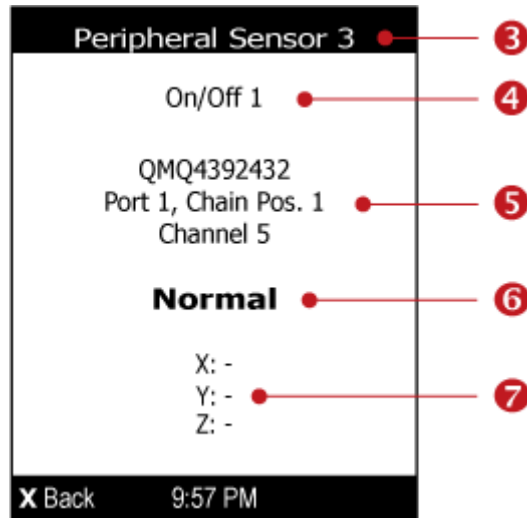 Peripheral Sensor 3
3
On/Off 1
4
QMQ4392432
Port 1, Chain Pos. 1
5
Channel 5
Normal
6
X: -
Y: -
7
Z: -
X Back 9:57 PM